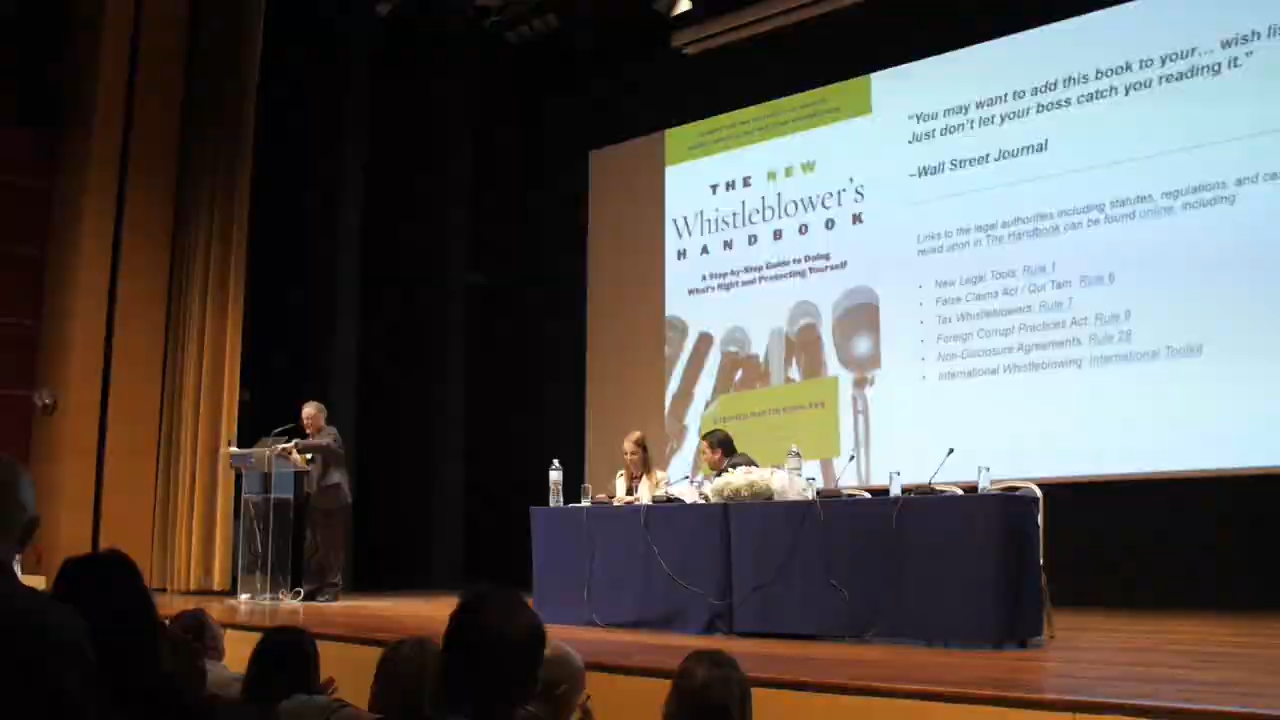 THE NEW
Whistleblower's
HANDBOOK
A Step-by-Step Guide to Doing
What's Right and Protecting Yourself
"You may want to add this book to your... wish
Just don't let your boss catch you reading it."
–Wall Street Journal
Links to the legal authorities including statutes, regulations, and
relied upon in The Handbook can be found online, including:
• New Legal Tools: Rule 1
• False Claims Act / Qui Tam: Rule 6
• Tax Whistleblowers: Rule 7
• Foreign Corrupt Practices Act: Rule 9
• Non-Disclosure Agreements: Rule 28
• International Whistleblowing: International Toolkit